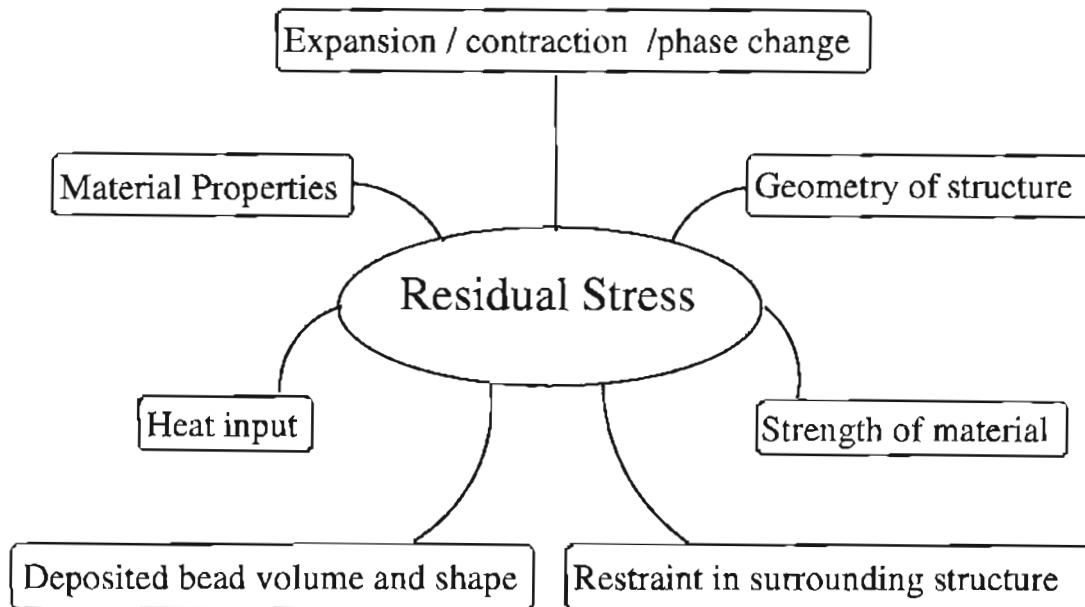 Expansion / contraction /phase change
Material Properties
Geometry of structure
Residual Stress
Heat input
Strength of material
Deposited bead volume and shape
Restraint in surrounding structure